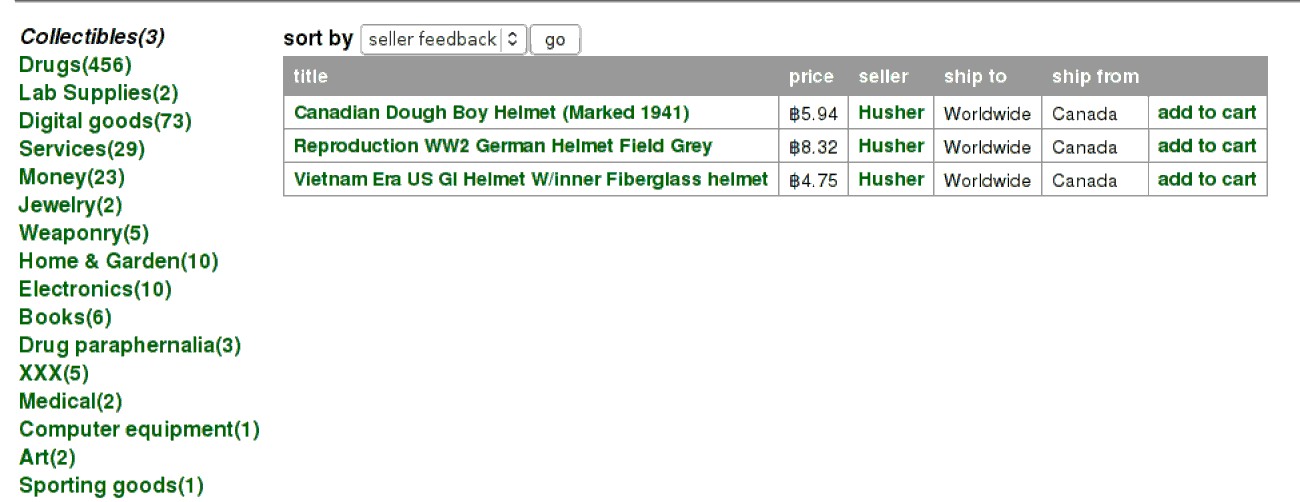 Collectibles(3)
Drugs(456)
Lab Supplies(2)
Digital goods(73)
Services(29)
Money(23)
Jewelry(2)
Weaponry(5)
Home & Garden(10)
Electronics(10)
Books(6)
Drug paraphernalia(3)
XXX(5)
Medical(2)
Computer equipment(1)
Art(2)
Sporting goods(1)
sort by seller feedback go
title price seller ship to ship from
Canadian Dough Boy Helmet (Marked 1941) ฿5.94 Husher Worldwide Canada add to cart
Reproduction WW2 German Helmet Field Grey ฿8.32 Husher Worldwide Canada add to cart
Vietnam Era US GI Helmet W/inner Fiberglass helmet ฿4.75 Husher Worldwide Canada add to cart